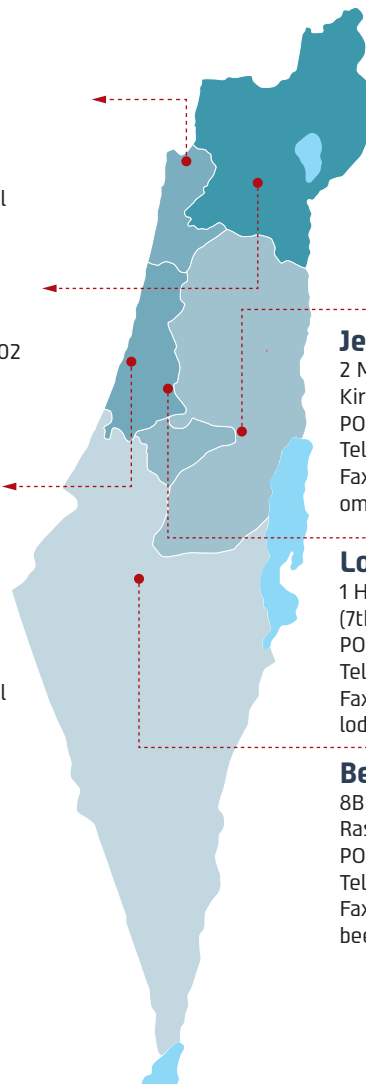 l
02
l
Je
2 N
Kir
PO
Tel
Fax
om
Lo
1 H
(7th
PO
Tel
Fax
lod
Be
8B
Ras
PO
Tel
Fax
bee